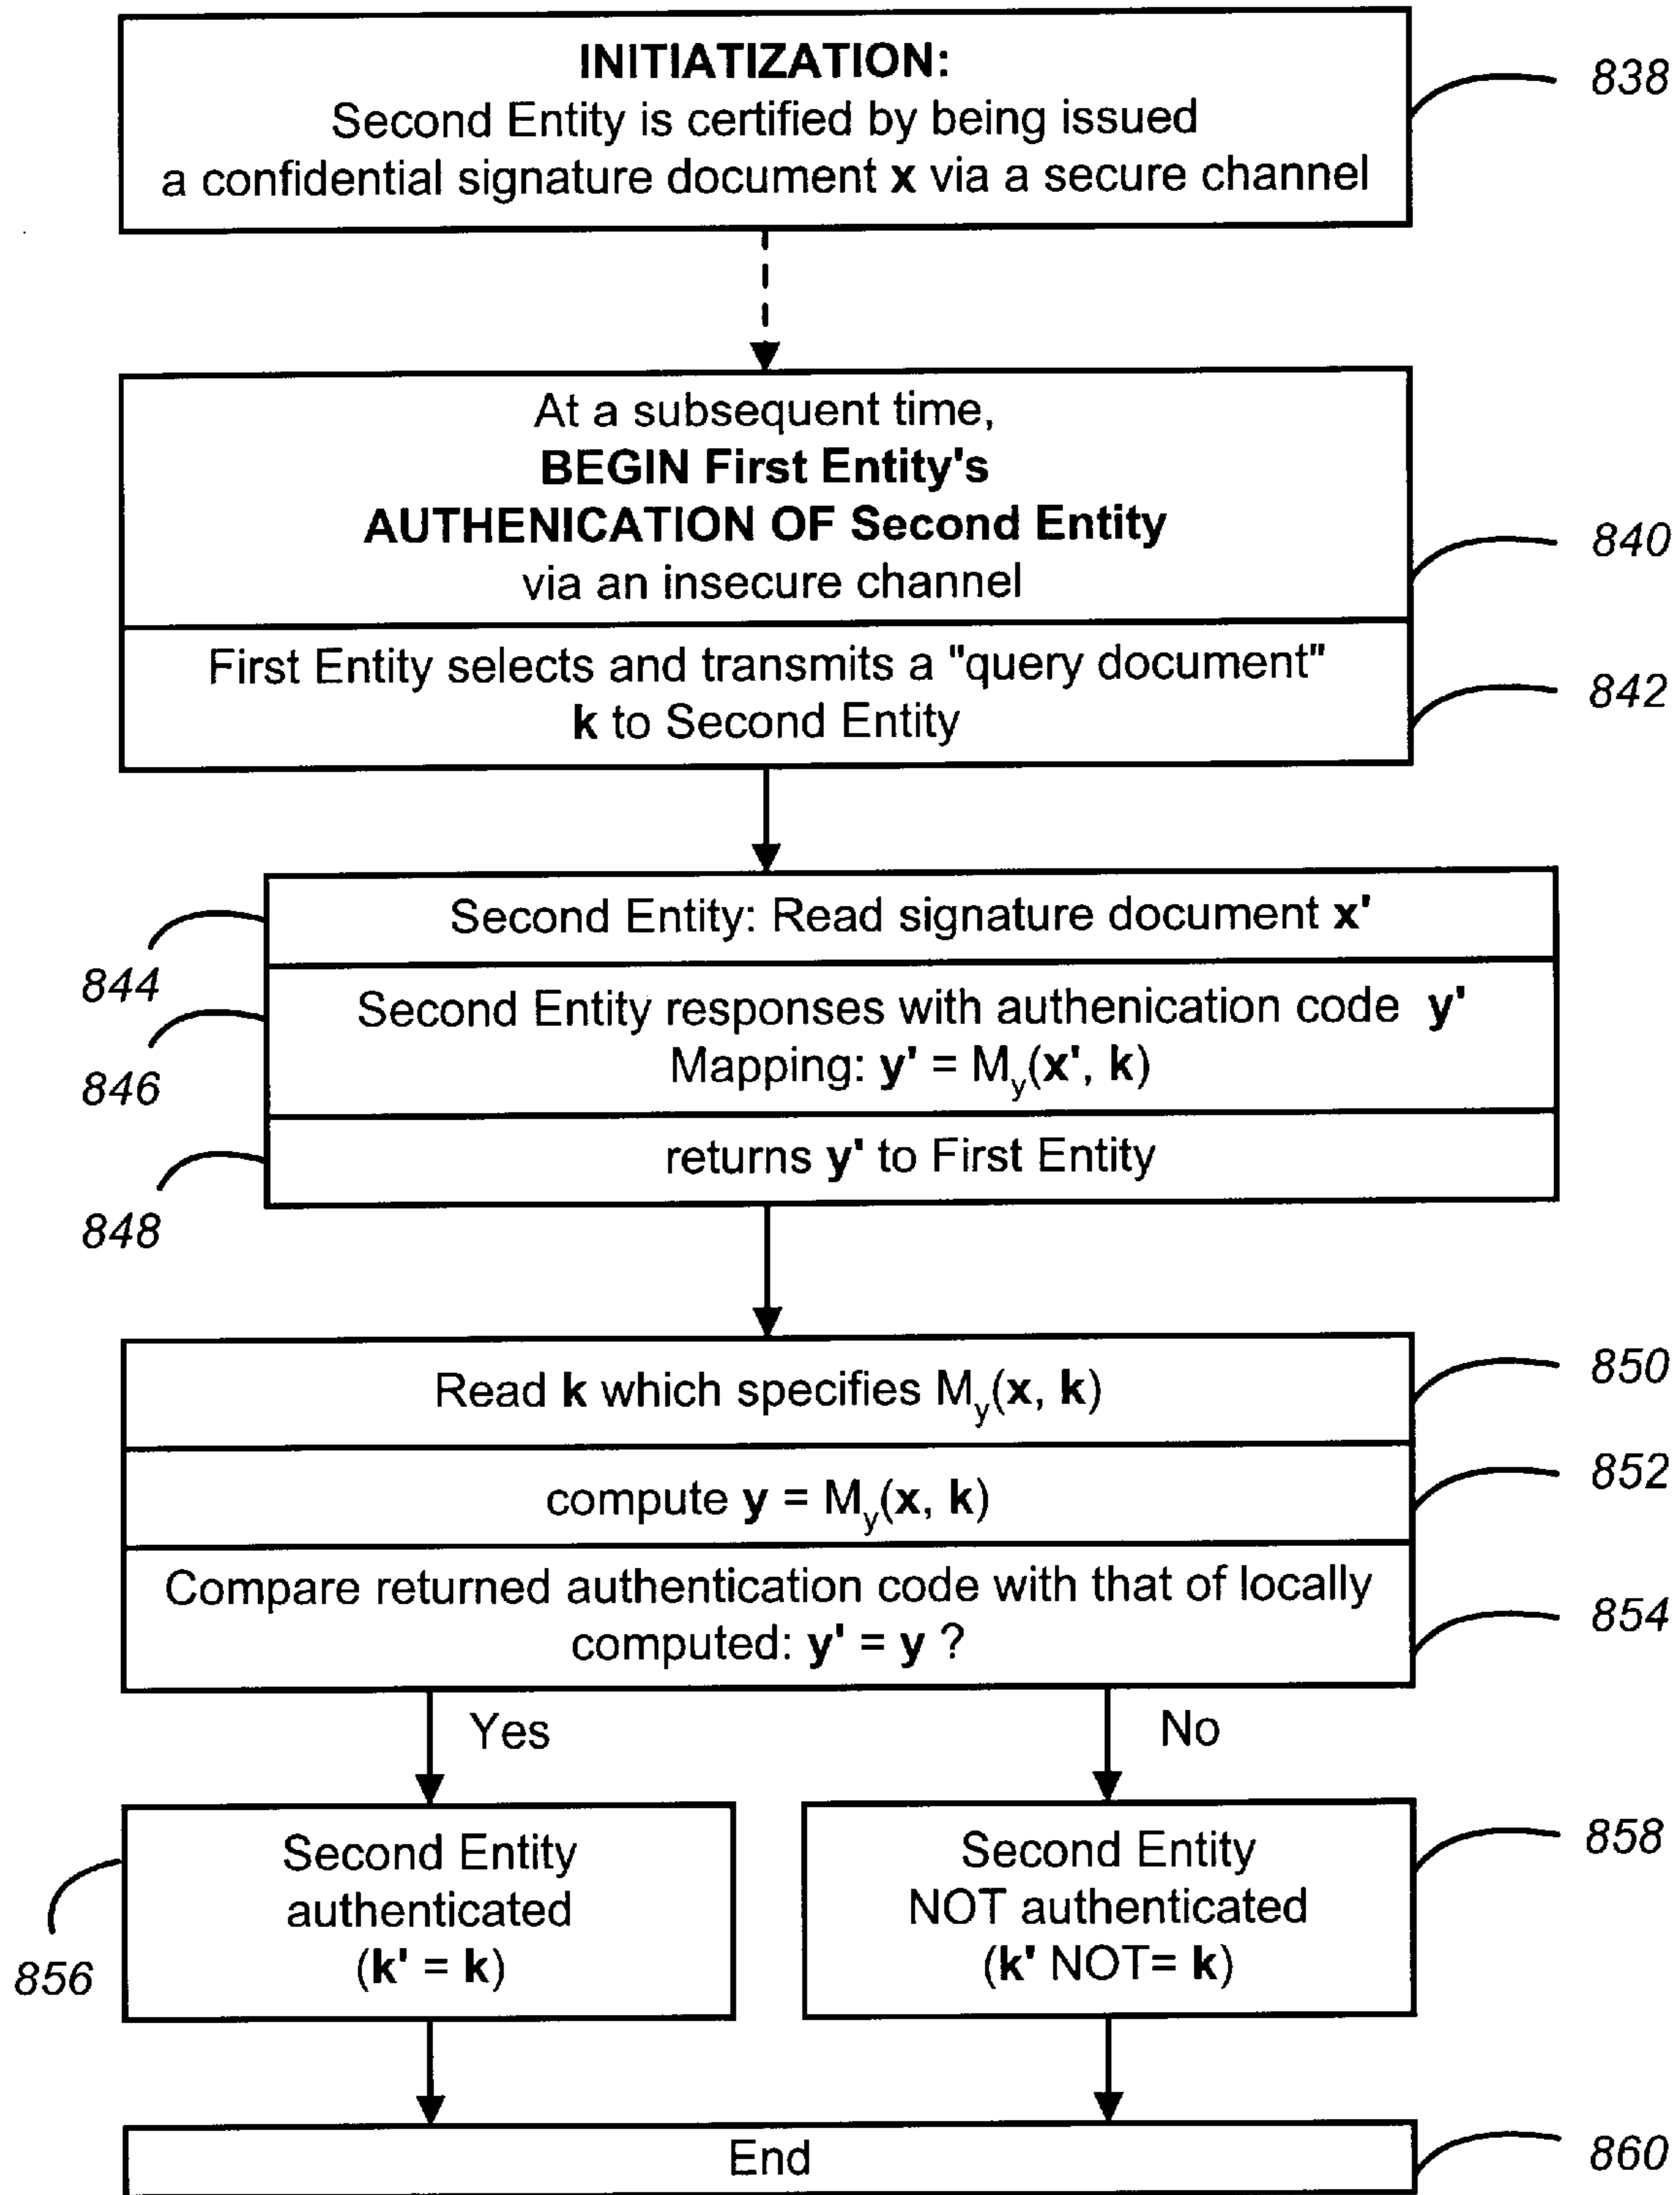 INITIATIZATION:
Second Entity is certified by being issued
a confidential signature document x via a secure channel
838
At a subsequent time,
BEGIN First Entity's
AUTHENICATION OF Second Entity
via an insecure channel
840
First Entity selects and transmits a "query document"
k to Second Entity
842
Second Entity: Read signature document x'
844
Second Entity responses with authenication code y'
Mapping: y' = My(x', k)
846
returns y' to First Entity
848
Read k which specifies My(x, k)
850
compute y = My(x, k)
852
Compare returned authentication code with that of locally
computed: y' = y ?
854
Yes
No
Second Entity
authenticated
(k' = k)
856
Second Entity
NOT authenticated
(k' NOT= k)
858
End
860